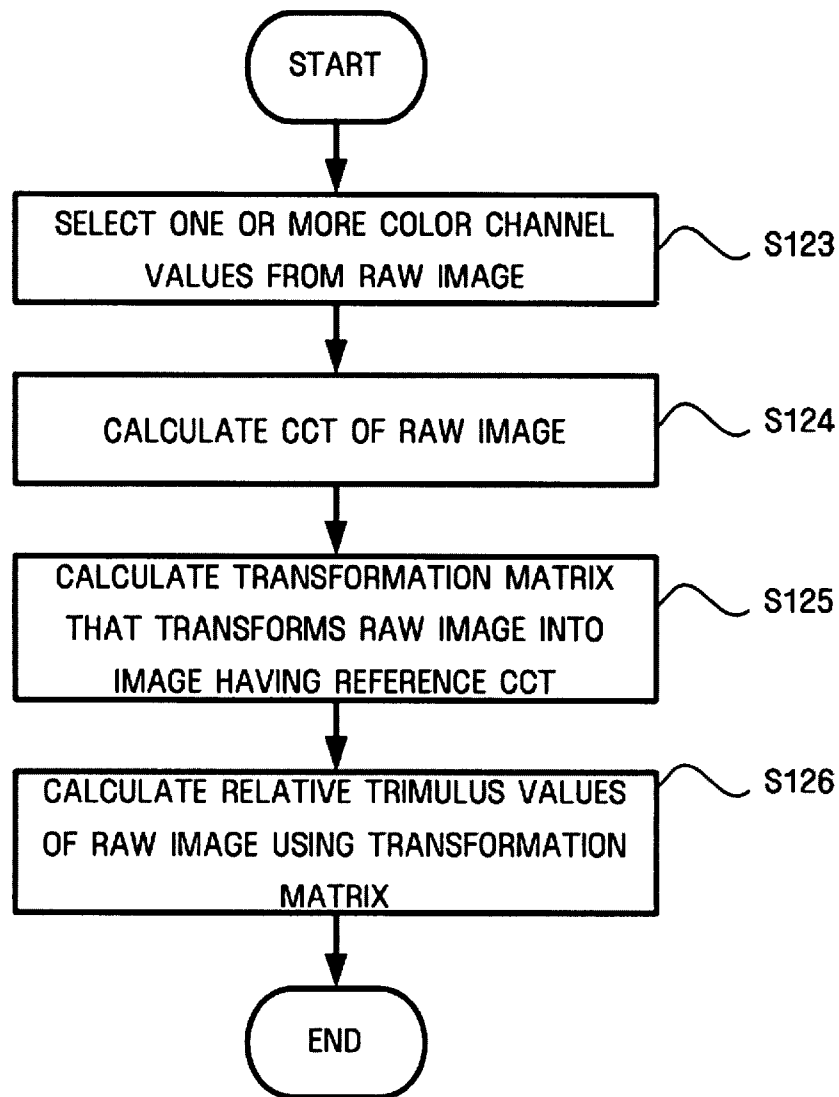 START
SELECT ONE OR MORE COLOR CHANNEL
VALUES FROM RAW IMAGE
S123
CALCULATE CCT OF RAW IMAGE
S124
CALCULATE TRANSFORMATION MATRIX
THAT TRANSFORMS RAW IMAGE INTO
IMAGE HAVING REFERENCE CCT
S125
CALCULATE RELATIVE TRIMULUS VALUES
OF RAW IMAGE USING TRANSFORMATION
MATRIX
S126
END